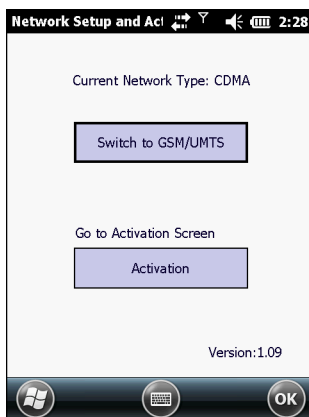 Network Setup and Act 2:28
Current Network Type: CDMA
Switch to GSM/UMTS
Go to Activation Screen
Activation
Version:1.09
OK